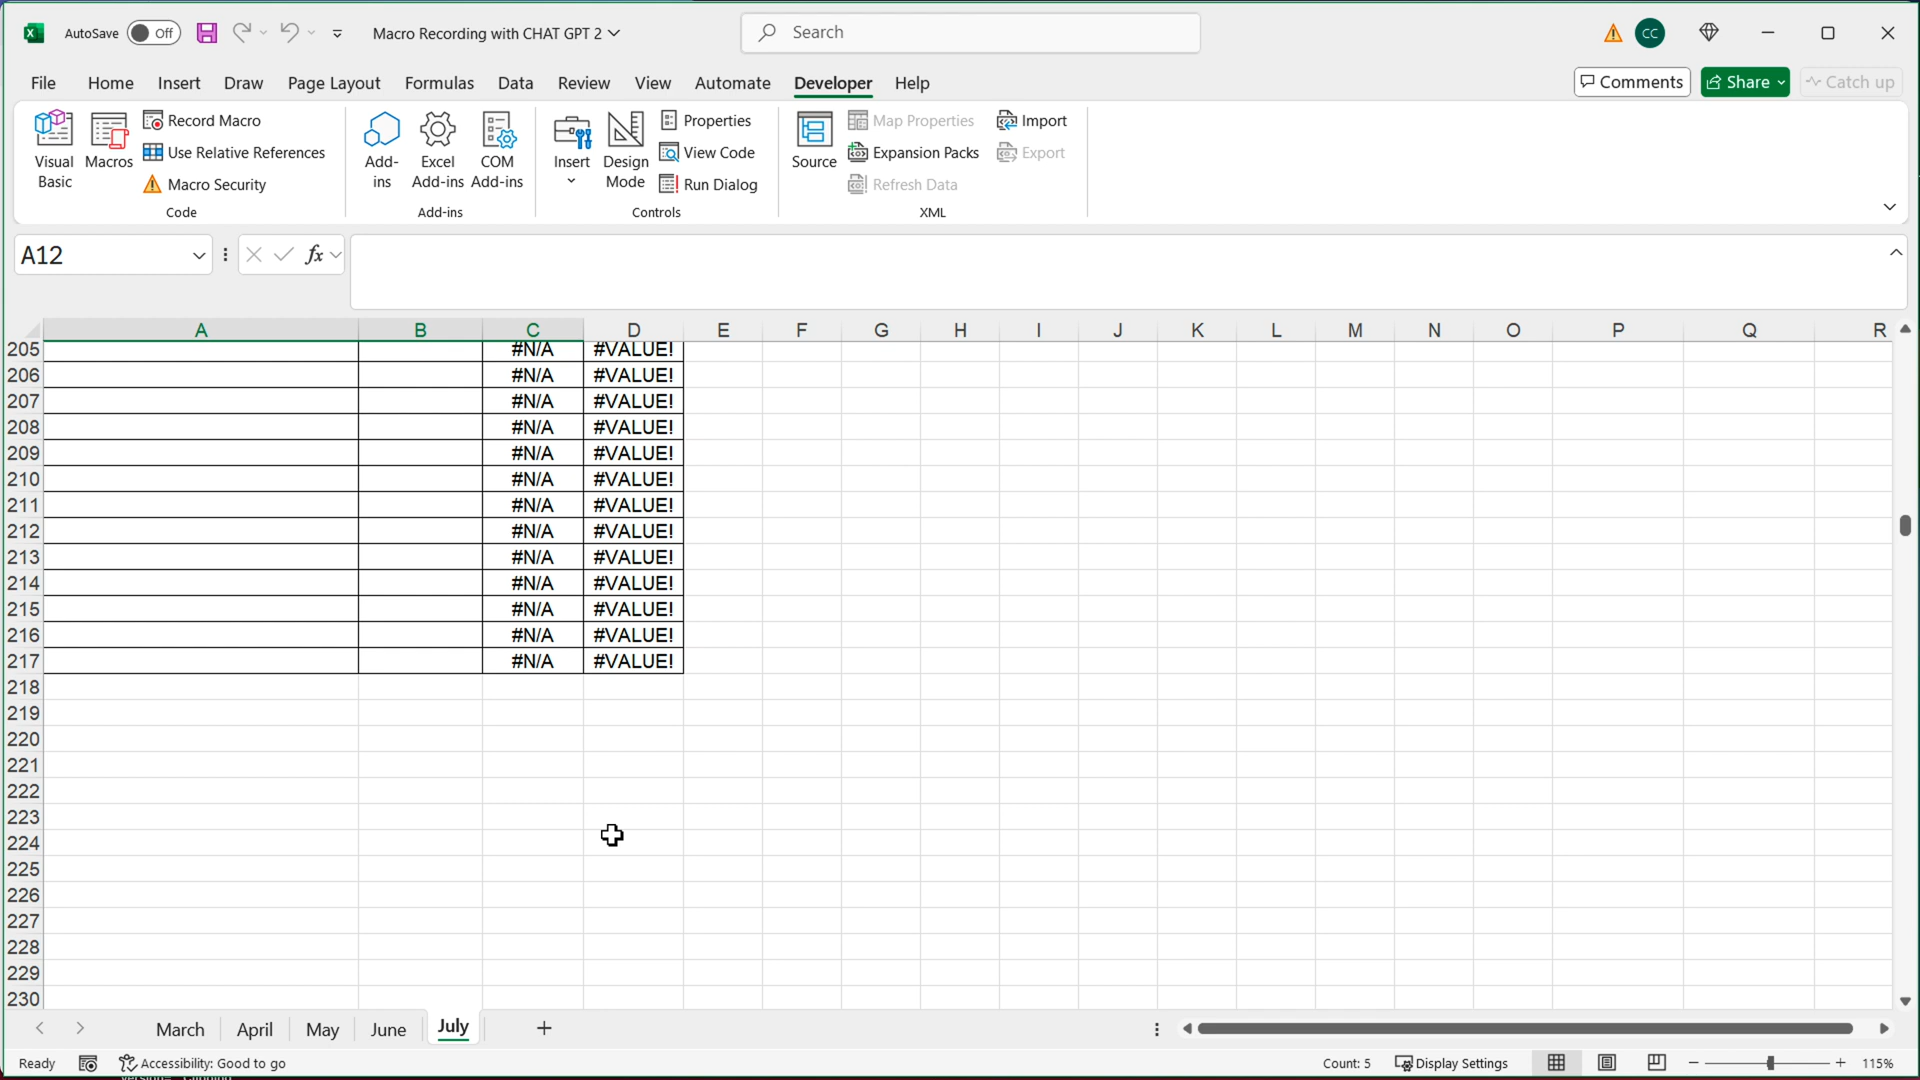 AutoSave Off Macro Recording with CHAT GPT 2 Search CC
File Home Insert Draw Page Layout Formulas Data Review View Automate Developer Help Comments Share Catch up
Visual Basic
Macros
Record Macro
Use Relative References
Macro Security
Code
Add-ins
Excel Add-ins
COM Add-ins
Add-ins
Insert
Design Mode
Properties
View Code
Run Dialog
Controls
Source
Map Properties
Expansion Packs
Refresh Data
Import
Export
XML
A12 fx
A B C D E F G H I J K L M N O P Q R
205 #N/A #VALUE!
206 #N/A #VALUE!
207 #N/A #VALUE!
208 #N/A #VALUE!
209 #N/A #VALUE!
210 #N/A #VALUE!
211 #N/A #VALUE!
212 #N/A #VALUE!
213 #N/A #VALUE!
214 #N/A #VALUE!
215 #N/A #VALUE!
216 #N/A #VALUE!
217 #N/A #VALUE!
218
219
220
221
222
223
224
225
226
227
228
229
230
March April May June July
Ready Accessibility: Good to go Count: 5 Display Settings 115%